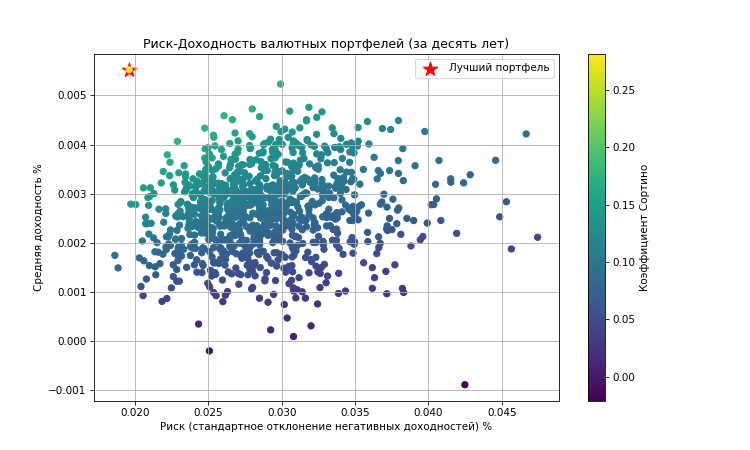 Риск-Доходность валютных портфелей (за десять лет)
Лучший портфель
0.005
0.004
0.003
0.002
0.001
0.000
−0.001
Средняя доходность %
0.020 0.025 0.030 0.035 0.040 0.045
Риск (стандартное отклонение негативных доходностей) %
0.25
0.20
0.15
0.10
0.05
0.00
Коэффициент Сортино